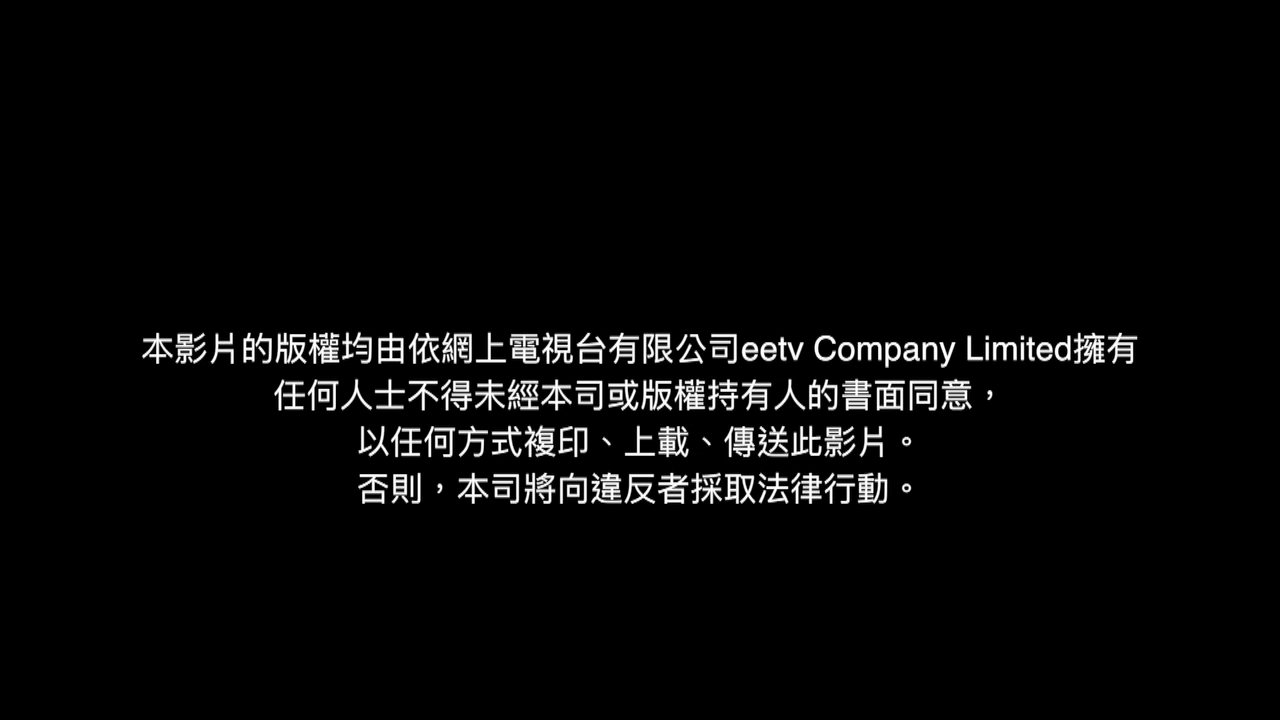 本影片的版權均由依網上電視台有限公司eetv Company Limited擁有
任何人士不得未經本司或版權持有人的書面同意，
以任何方式複印、上載、傳送此影片。
否則，本司將向違反者採取法律行動。